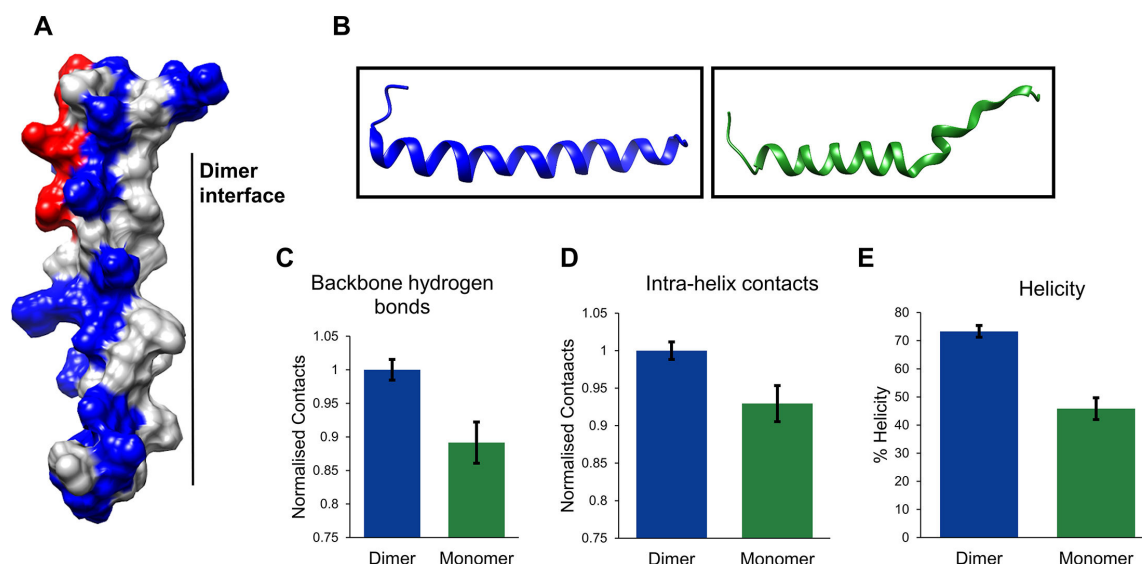 A
Dimer
interface
B
C
Backbone hydrogen
bonds
Normalised Contacts
1.05
1
0.95
0.9
0.85
0.8
0.75
Dimer Monomer
D
Intra-helix contacts
Normalised Contaacts
1.05
1
0.95
0.9
0.85
0.8
0.75
Dimer Monomer
E
Helicity
% Helicity
80
70
60
50
40
30
20
10
0
Dimer Monomer